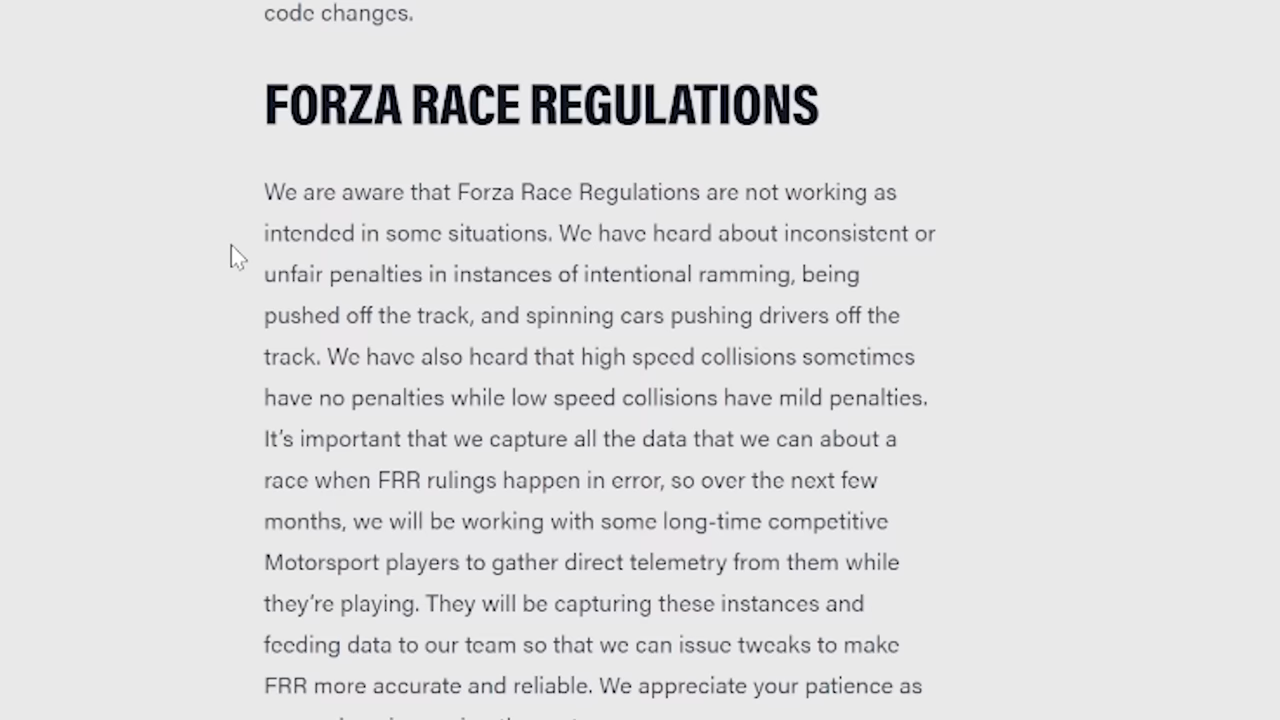 code changes.
FORZA RACE REGULATIONS
We are aware that Forza Race Regulations are not working as
intended in some situations. We have heard about inconsistent or
unfair penalties in instances of intentional ramming, being
pushed off the track, and spinning cars pushing drivers off the
track. We have also heard that high speed collisions sometimes
have no penalties while low speed collisions have mild penalties.
It’s important that we capture all the data that we can about a
race when FRR rulings happen in error, so over the next few
months, we will be working with some long-time competitive
Motorsport players to gather direct telemetry from them while
they’re playing. They will be capturing these instances and
feeding data to our team so that we can issue tweaks to make
FRR more accurate and reliable. We appreciate your patience as